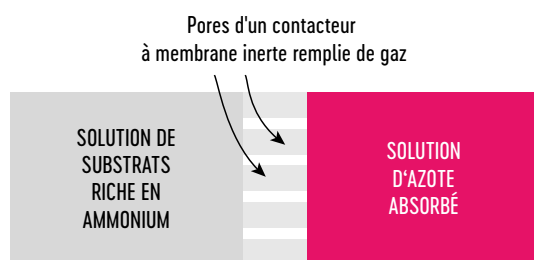 Pores d'un contacteur
à membrane inerte remplie de gaz
SOLUTION DE
SUBSTRATS
RICHE EN
AMMONIUM
SOLUTION
D‘AZOTE
ABSORBÉ